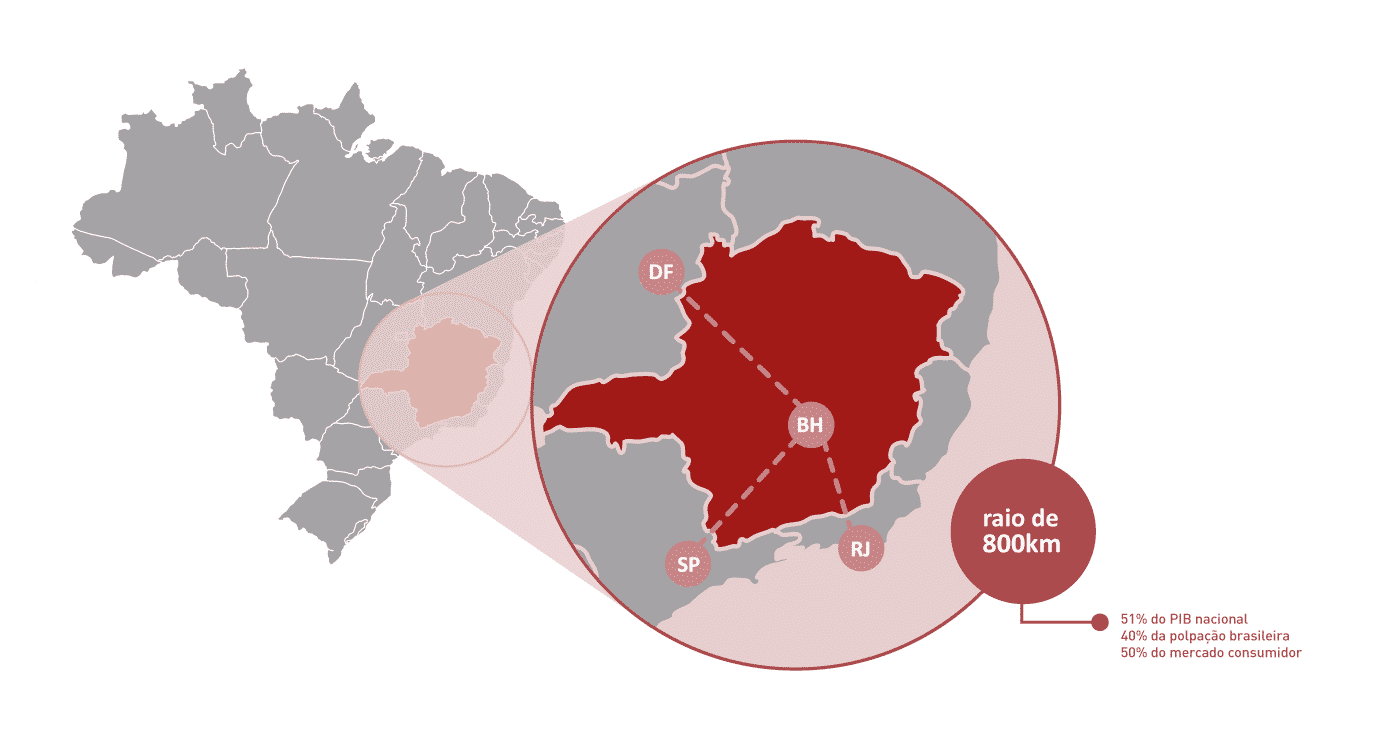 DF
BH
SP
RJ
raio de
800km
51% do PIB nacional
40% da polpação brasileira
50% do mercado consumidor